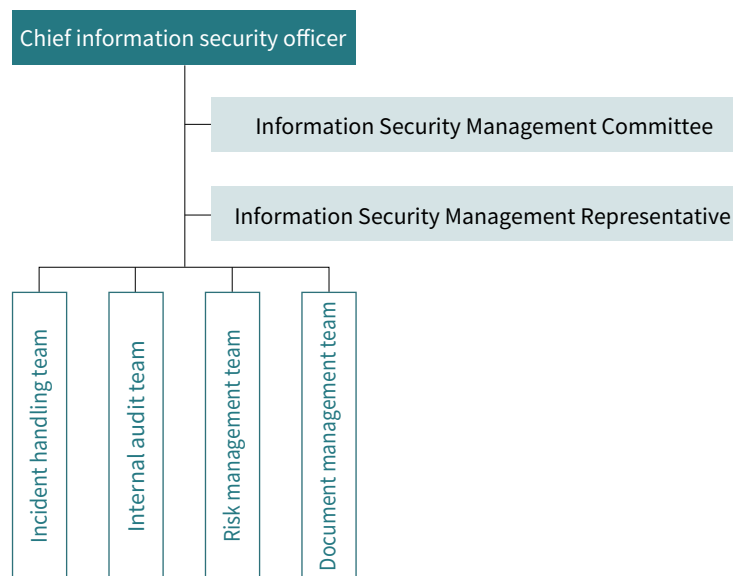 Chief information security officer
Information Security Management Committee
Information Security Management Representative
Incident handling team
Internal audit team
Risk management team
Document management team